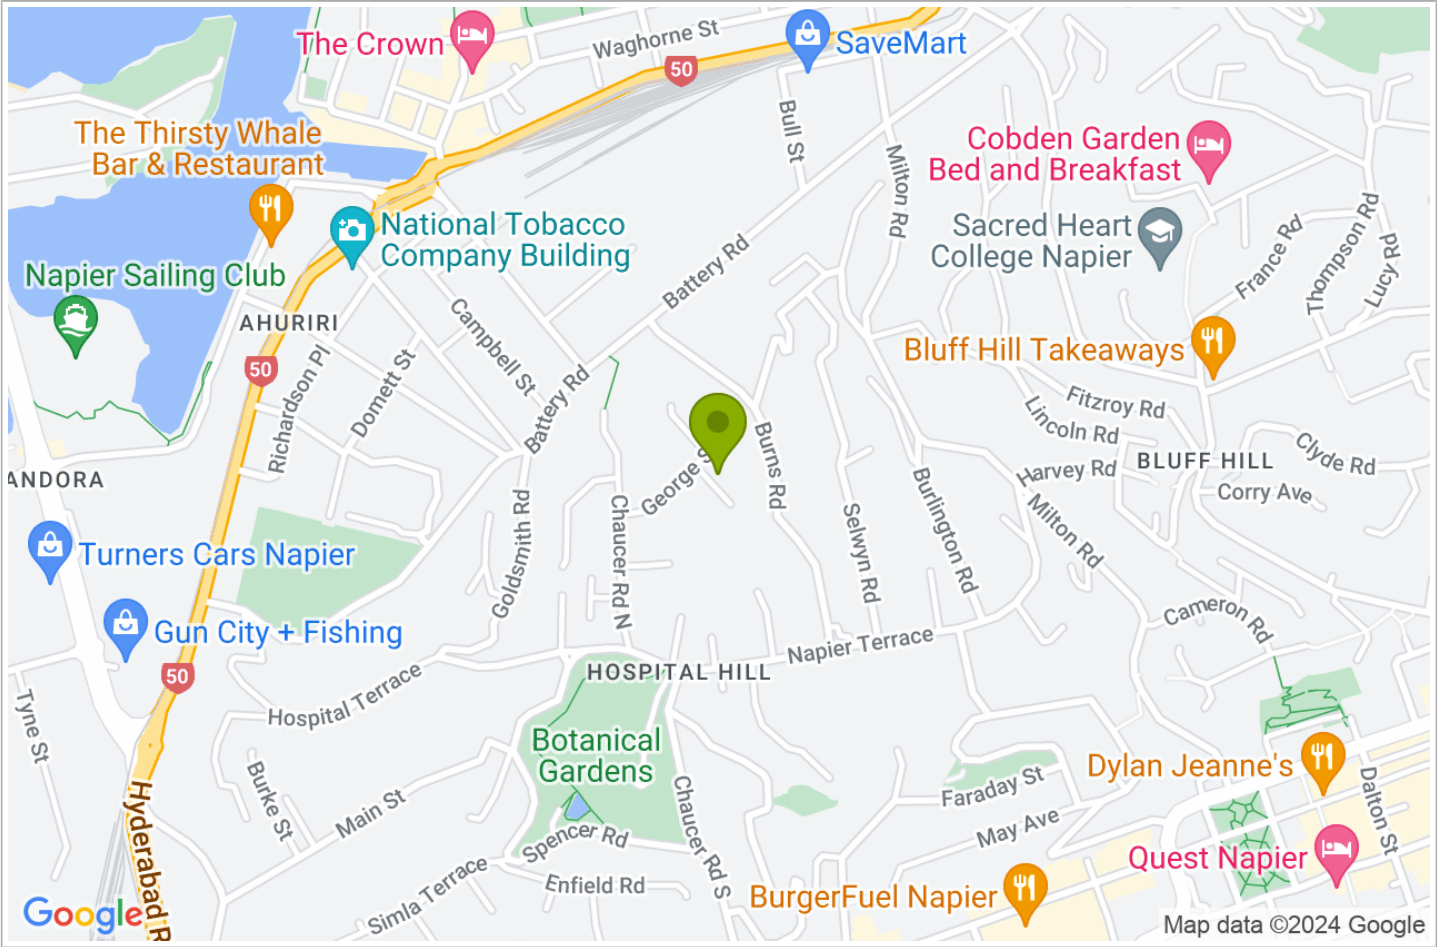 The Crown
Waghorne St
50
SaveMart
The Thirsty Whale
Bar & Restaurant
Bull St
Milton Rd
Cobden Garden
Bed and Breakfast
National Tobacco
Company Building
Sacred Heart
College Napier
France Rd
Thompson Rd
Lucy Rd
Napier Sailing Club
Battery Rd
AHURIRI
Campbell St
50
Richardson Pl
Domett St
Battery Rd
Bluff Hill Takeaways
Fitzroy Rd
Lincoln Rd
Harvey Rd
BLUFF HILL
Clyde Rd
Corry Ave
ANDORA
George S
Burns Rd
Goldsmith Rd
Chaucer Rd N
Selwyn Rd
Burlington Rd
Milton Rd
Turners Cars Napier
Gun City + Fishing
Cameron Rd
50
Napier Terrace
HOSPITAL HILL
Hospital Terrace
Tyne St
Botanical
Gardens
Dylan Jeanne's
Faraday St
Dalton St
Burke St
Main St
May Ave
Hyderabad R
Spencer Rd
Chaucer Rd S
Simla Terrace
Enfield Rd
Quest Napier
BurgerFuel Napier
Google
Map data ©2024 Google